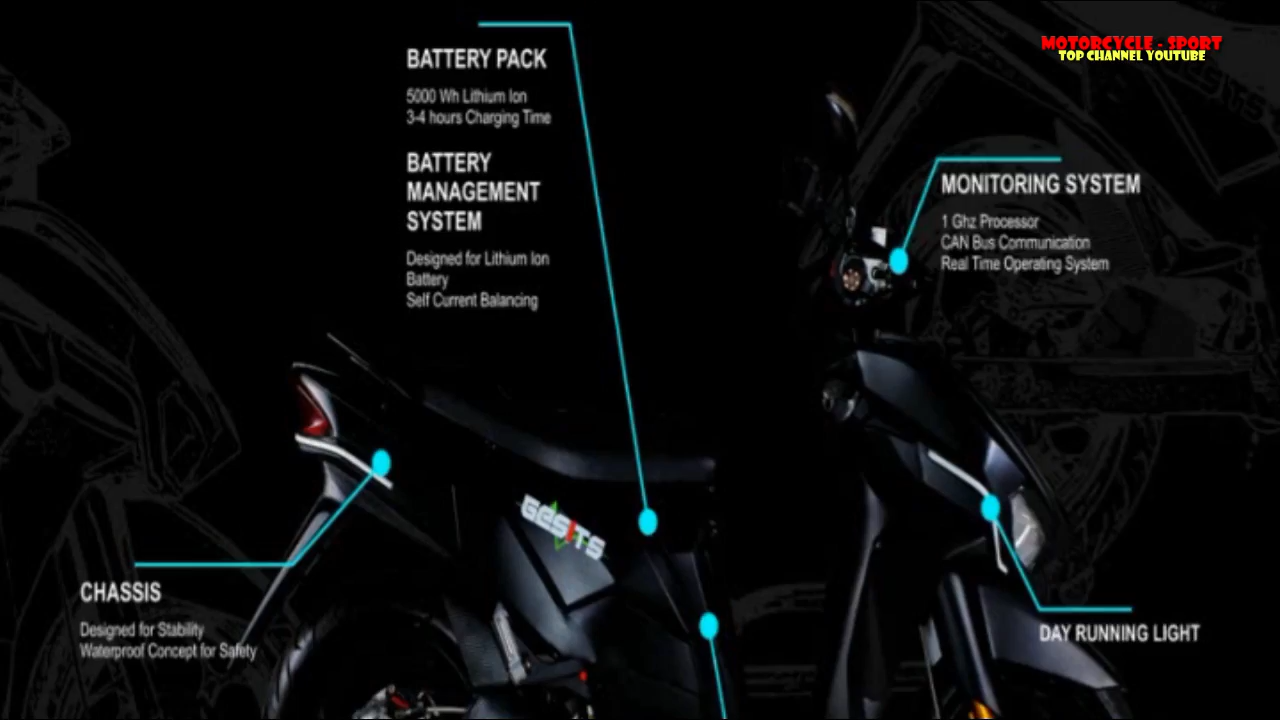 MOTORCYCLE - SPORT
TOP CHANNEL YOUTUBE
BATTERY PACK
5000 Wh Lithium Ion
3-4 hours Charging Time
BATTERY
MANAGEMENT
SYSTEM
Designed for Lithium Ion
Battery
Self Current Balancing
MONITORING SYSTEM
1 Ghz Processor
CAN Bus Communication
Real Time Operating System
GESITS
CHASSIS
Designed for Stability
Waterproof Concept for Safety
DAY RUNNING LIGHT